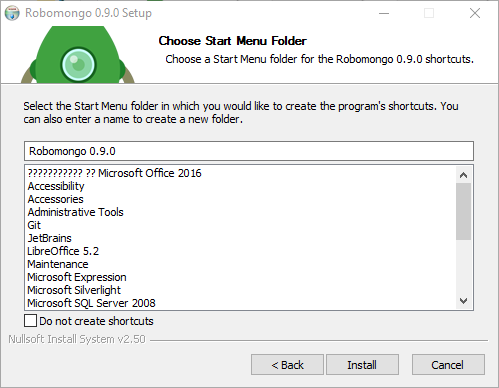 Robomongo 0.9.0 Setup
Choose Start Menu Folder
Choose a Start Menu folder for the Robomongo 0.9.0 shortcuts.
Select the Start Menu folder in which you would like to create the program's shortcuts. You
can also enter a name to create a new folder.
Robomongo 0.9.0
??????????? ?? Microsoft Office 2016
Accessibility
Accessories
Administrative Tools
Git
JetBrains
LibreOffice 5.2
Maintenance
Microsoft Expression
Microsoft Silverlight
Microsoft SQL Server 2008
Do not create shortcuts
Nullsoft Install System v2.50
< Back
Install
Cancel